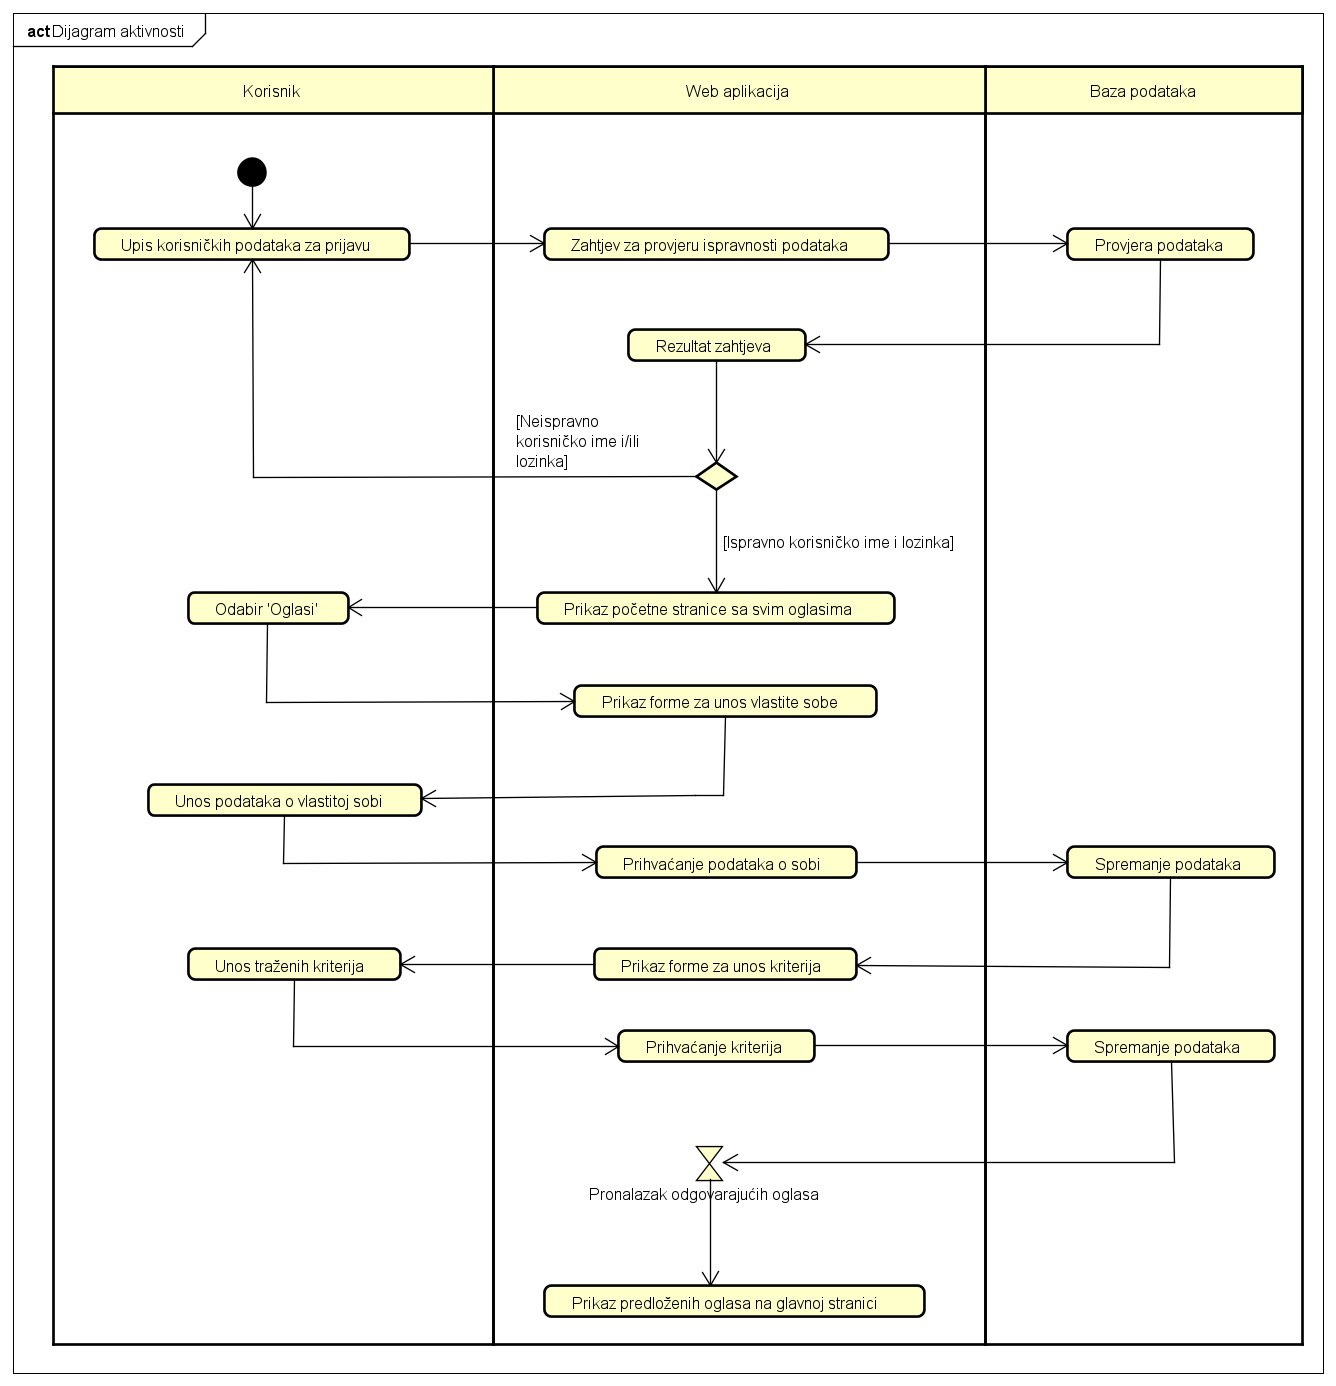 act Dijagram aktivnosti
Korisnik
Web aplikacija
Baza podataka
Upis korisničkih podataka za prijavu
Zahtjev za provjeru ispravnosti podataka
Provjera podataka
Rezultat zahtjeva
[Neispravno
korisničko ime i/ili
lozinka]
[Ispravno korisničko ime i lozinka]
Odabir 'Oglasi'
Prikaz početne stranice sa svim oglasima
Prikaz forme za unos vlastite sobe
Unos podataka o vlastitoj sobi
Prihvaćanje podataka o sobi
Spremanje podataka
Unos traženih kriterija
Prikaz forme za unos kriterija
Prihvaćanje kriterija
Spremanje podataka
Pronalazak odgovarajućih oglasa
Prikaz predloženih oglasa na glavnoj stranici